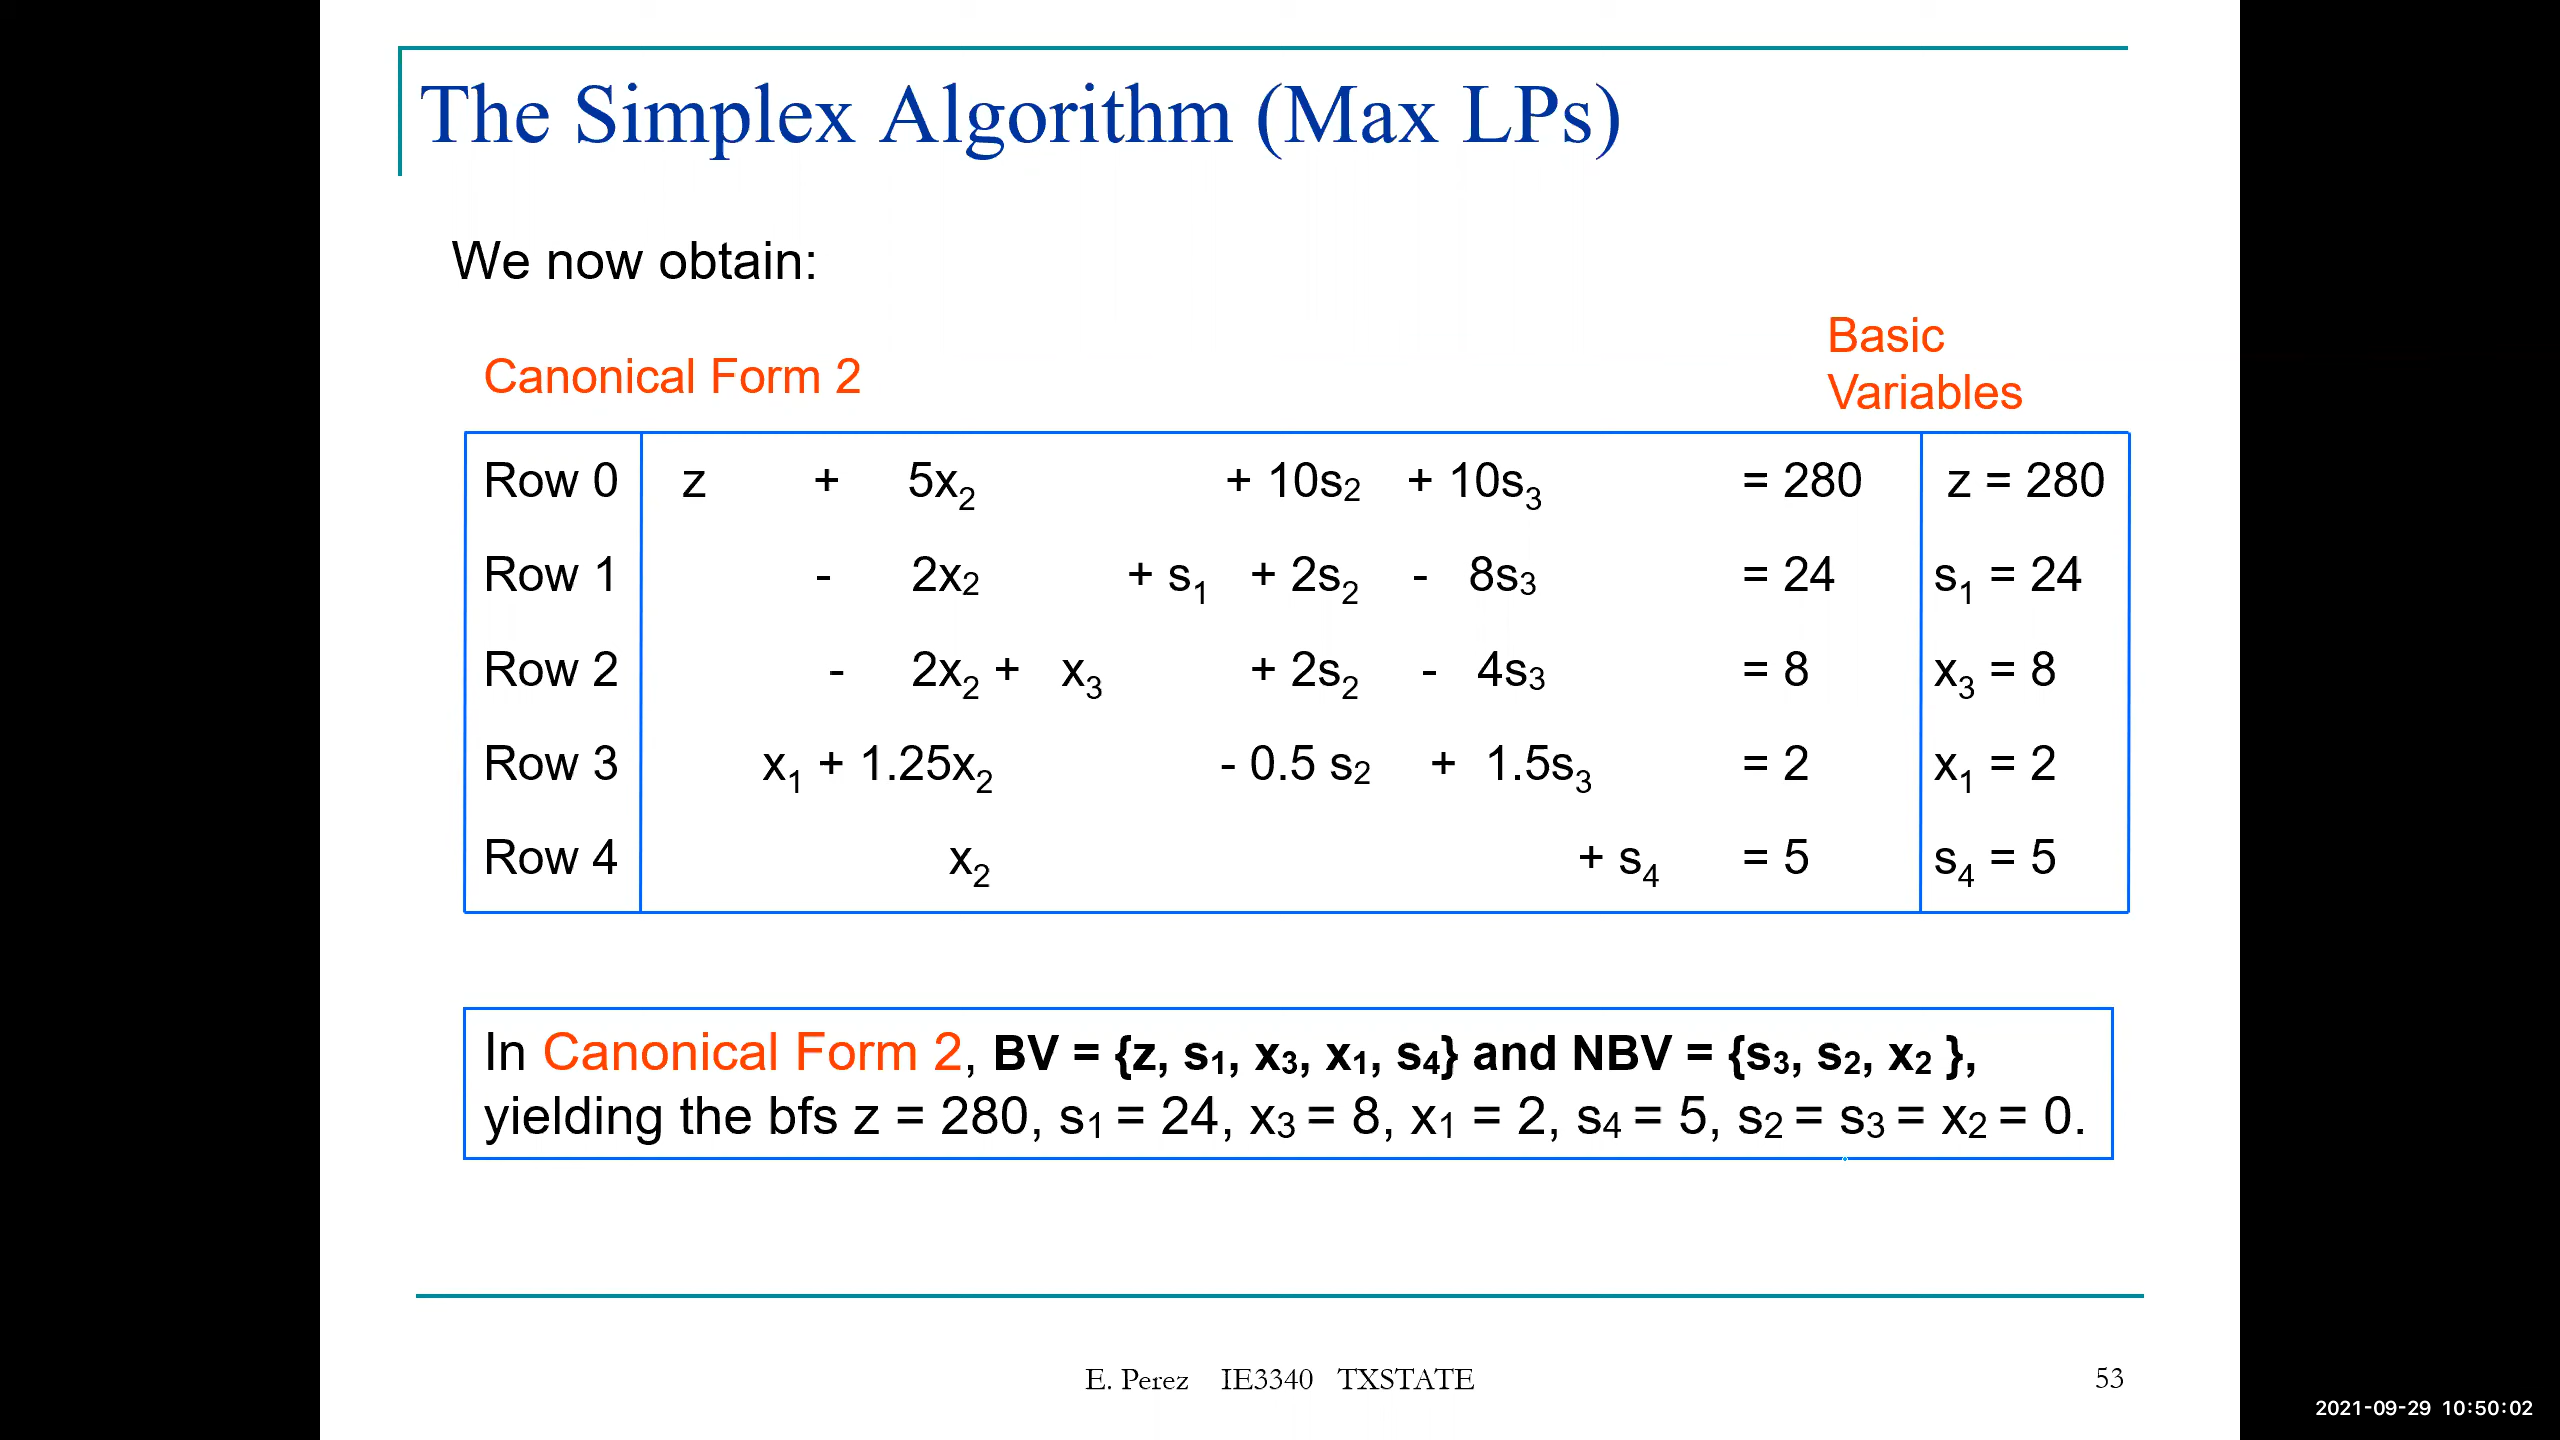 The Simplex Algorithm (Max LPs)
We now obtain:
Canonical Form 2
Basic
Variables
Row 0 z + 5x₂ + 10s₂ + 10s₃ = 280 z = 280
Row 1 - 2x₂ + s₁ + 2s₂ - 8s₃ = 24 s₁ = 24
Row 2 - 2x₂ + x₃ + 2s₂ - 4s₃ = 8 x₃ = 8
Row 3 x₁ + 1.25x₂ - 0.5 s₂ + 1.5s₃ = 2 x₁ = 2
Row 4 x₂ + s₄ = 5 s₄ = 5
In Canonical Form 2, BV = {z, s₁, x₃, x₁, s₄} and NBV = {s₃, s₂, x₂ },
yielding the bfs z = 280, s₁ = 24, x₃ = 8, x₁ = 2, s₄ = 5, s₂ = s₃ = x₂ = 0.
E. Perez IE3340 TXSTATE
53
2021-09-29 10:50:02